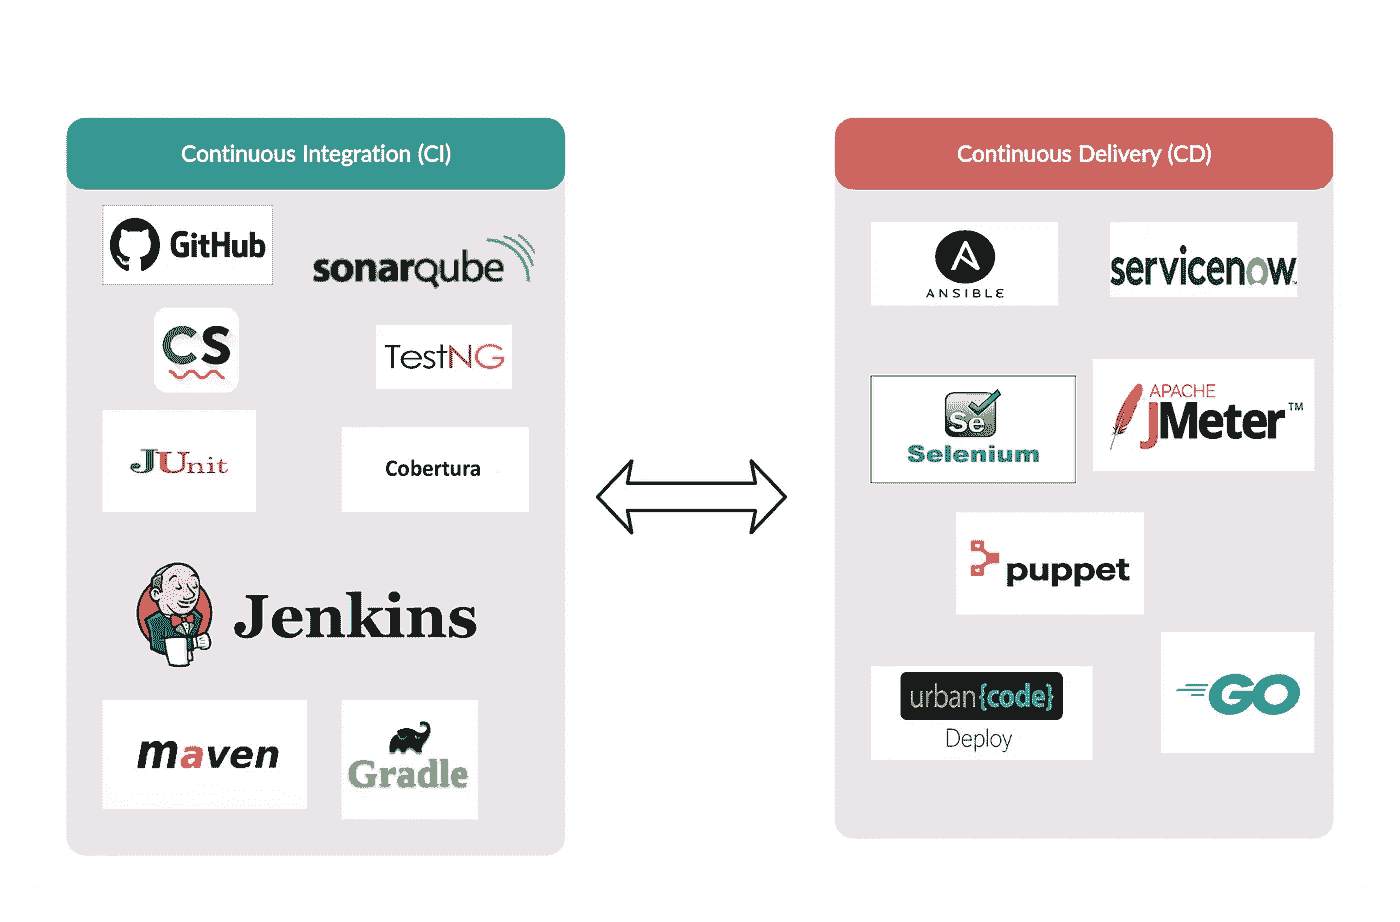 Continuous Integration (CI)
GitHub
sonarqube
CS
TestNG
JUnit
Cobertura
Jenkins
maven
Gradle
Continuous Delivery (CD)
A
ANSIBLE
servicenow
Se
Selenium
APACHE
JMeter™
puppet
urban{code}
Deploy
GO